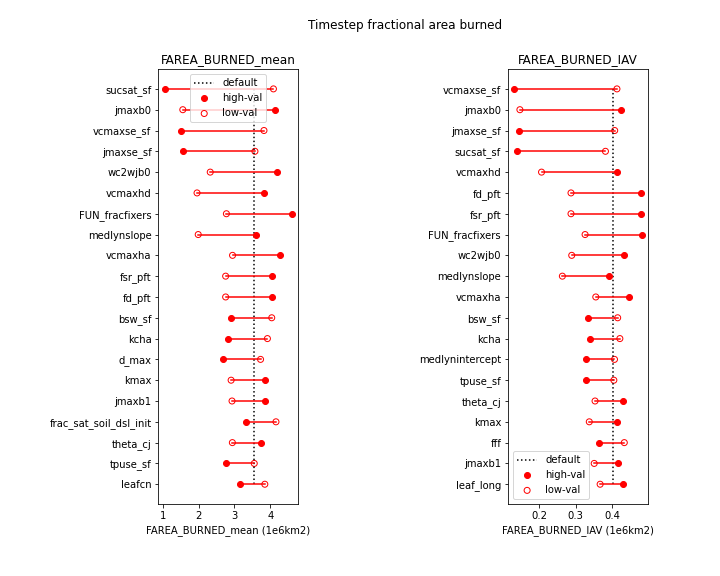 Timestep fractional area burned
FAREA_BURNED_mean
sucsat_sf
jmaxb0
vcmaxse_sf
jmaxse_sf
wc2wjb0
vcmaxhd
FUN_fracfixers
medlynslope
vcmaxha
fsr_pft
fd_pft
bsw_sf
kcha
d_max
kmax
jmaxb1
frac_sat_soil_dsl_init
theta_cj
tpuse_sf
leafcn
default
high-val
low-val
1 2 3 4
FAREA_BURNED_mean (1e6km2)
FAREA_BURNED_IAV
vcmaxse_sf
jmaxb0
jmaxse_sf
sucsat_sf
vcmaxhd
fd_pft
fsr_pft
FUN_fracfixers
wc2wjb0
medlynslope
vcmaxha
bsw_sf
kcha
medlynintercept
tpuse_sf
theta_cj
kmax
fff
jmaxb1
leaf_long
default
high-val
low-val
0.2 0.3 0.4
FAREA_BURNED_IAV (1e6km2)